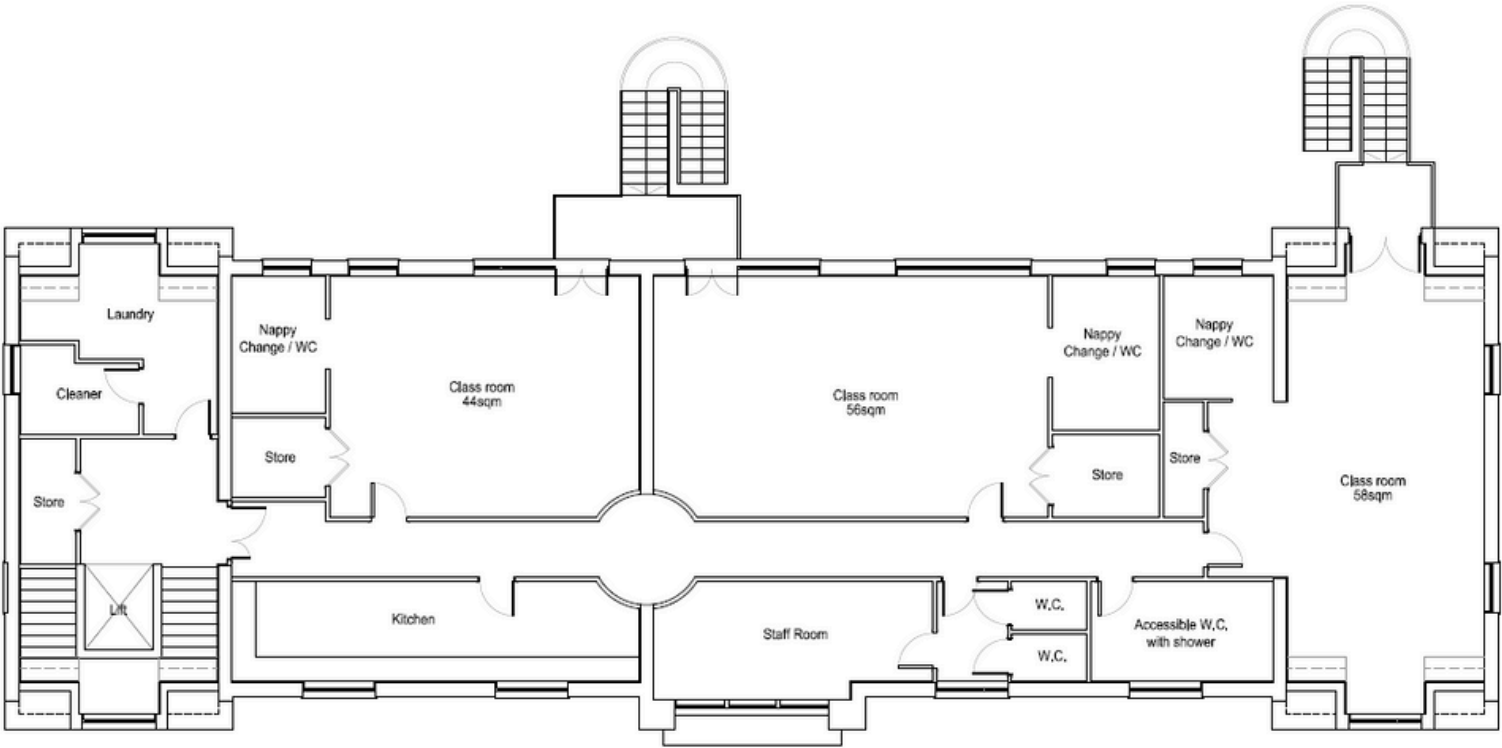 Laundry
Nappy
Change / WC
Class room
44sqm
Class room
56sqm
Nappy
Change / WC
Nappy
Change / WC
Cleaner
Store
Store
Store
Store
Class room
58sqm
Lift
Kitchen
Staff Room
W.C.
W.C.
Accessible W.C.
with shower